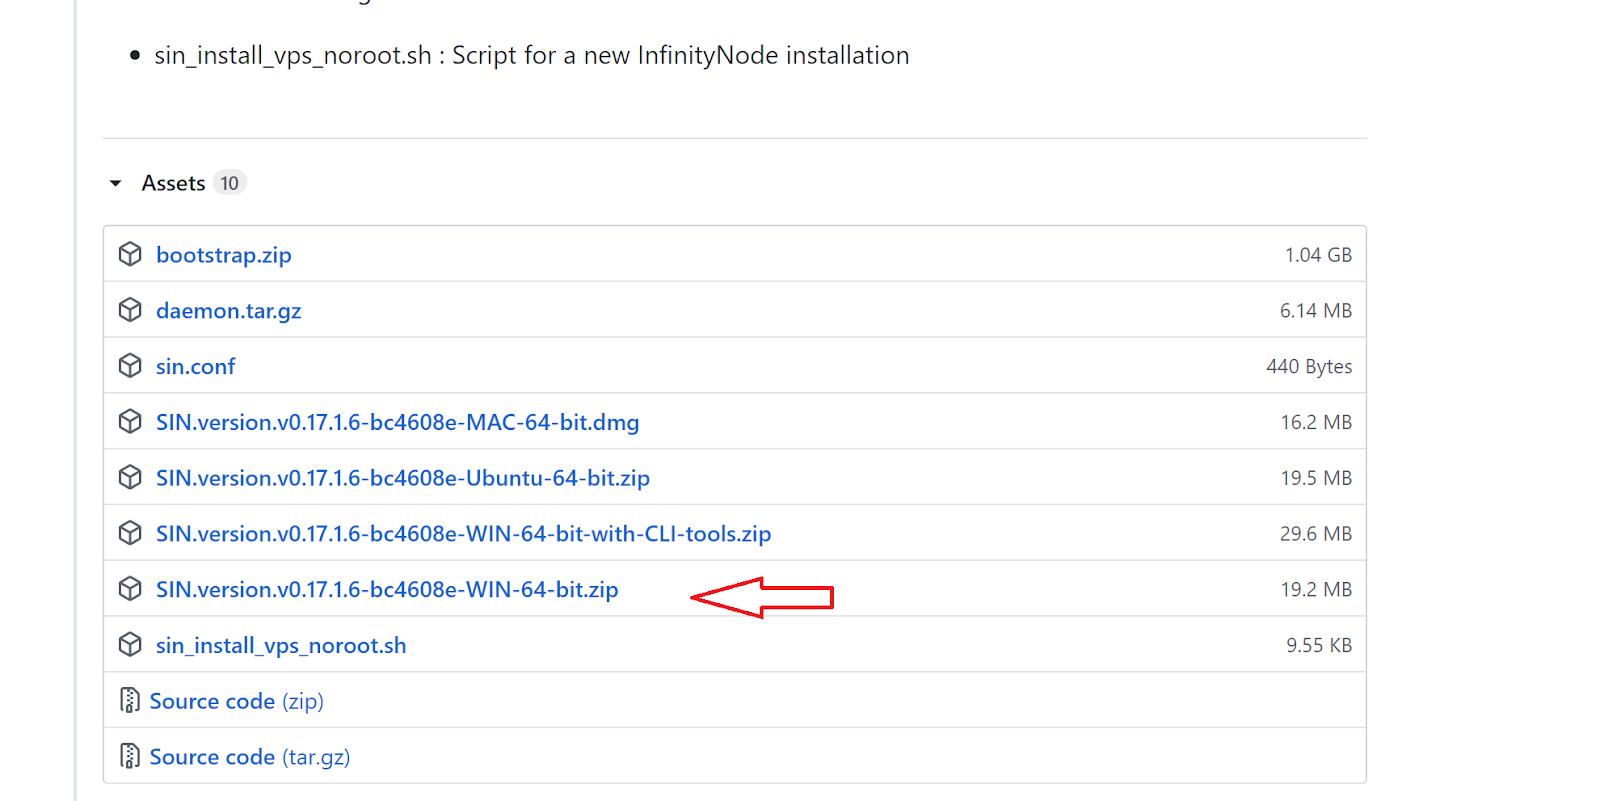 sin_install_vps_noroot.sh : Script for a new InfinityNode installation
Assets 10
bootstrap.zip 1.04 GB
daemon.tar.gz 6.14 MB
sin.conf 440 Bytes
SIN.version.v0.17.1.6-bc4608e-MAC-64-bit.dmg 16.2 MB
SIN.version.v0.17.1.6-bc4608e-Ubuntu-64-bit.zip 19.5 MB
SIN.version.v0.17.1.6-bc4608e-WIN-64-bit-with-CLI-tools.zip 29.6 MB
SIN.version.v0.17.1.6-bc4608e-WIN-64-bit.zip 19.2 MB
sin_install_vps_noroot.sh 9.55 KB
Source code (zip)
Source code (tar.gz)